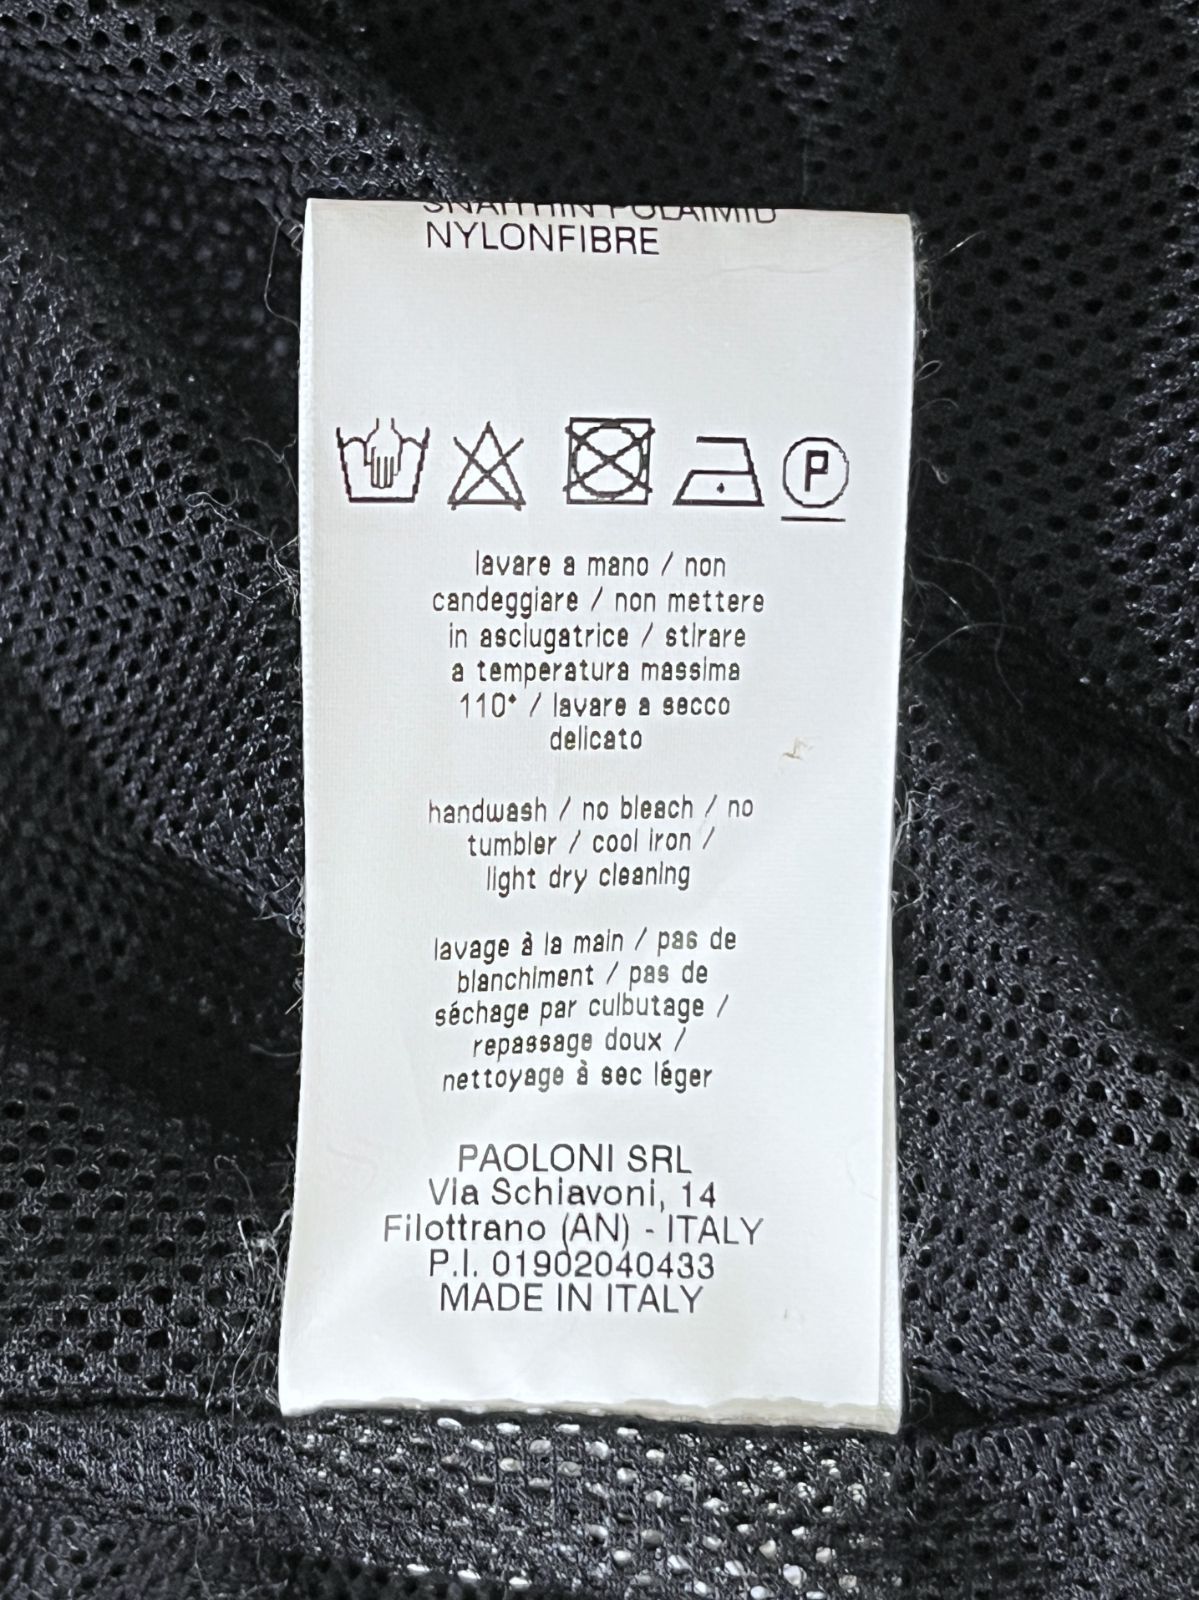 NYLONFIBRE
P
lavare a mano / non
candeggiare / non mettere
in asciugatrice / stirare
a temperatura massima
110° / lavare a secco
delicato
handwash / no bleach / no
tumbler / cool iron /
light dry cleaning
lavage à la main / pas de
blanchiment / pas de
séchage par culbutage /
repassage doux /
nettoyage à sec léger
PAOLONI SRL
Via Schiavoni, 14
Filottrano (AN) - ITALY
P.I. 01902040433
MADE IN ITALY